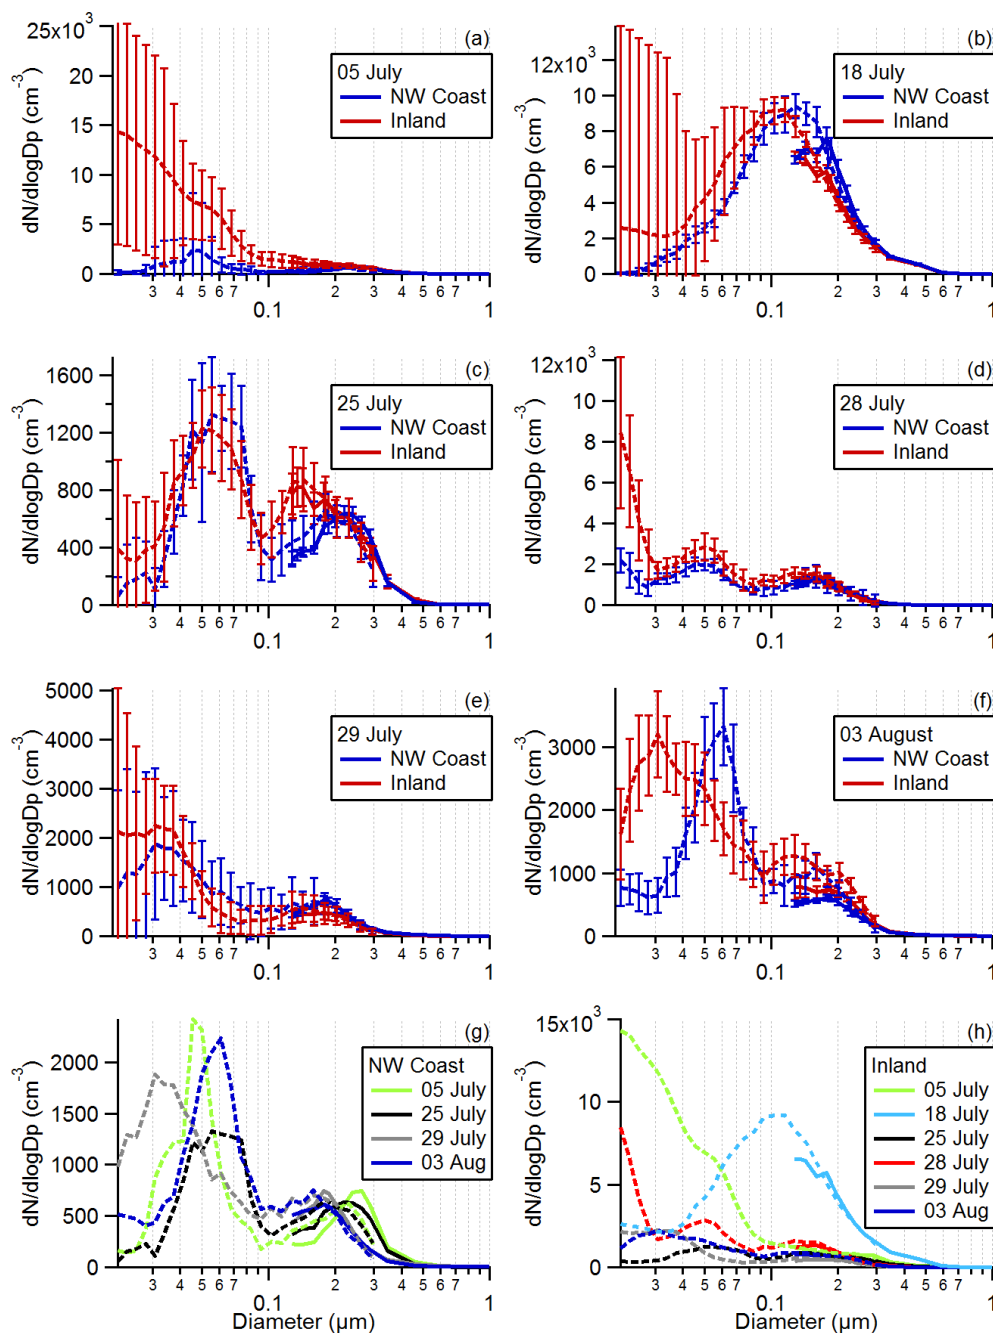 (a)
25x10³
20
15
10
5
0
dN/dlogDp (cm⁻³)
05 July
NW Coast
Inland
3 4 5 6 7 0.1 2 3 4 5 6 7 1
(b)
12x10³
10
8
6
4
2
0
dN/dlogDp (cm⁻³)
18 July
NW Coast
Inland
3 4 5 6 7 0.1 2 3 4 5 6 7 1
(c)
1600
1200
800
400
0
dN/dlogDp (cm⁻³)
25 July
NW Coast
Inland
3 4 5 6 7 0.1 2 3 4 5 6 7 1
(d)
12x10³
10
8
6
4
2
0
dN/dlogDp (cm⁻³)
28 July
NW Coast
Inland
3 4 5 6 7 0.1 2 3 4 5 6 7 1
(e)
5000
4000
3000
2000
1000
0
dN/dlogDp (cm⁻³)
29 July
NW Coast
Inland
3 4 5 6 7 0.1 2 3 4 5 6 7 1
(f)
3000
2000
1000
0
dN/dlogDp (cm⁻³)
03 August
NW Coast
Inland
3 4 5 6 7 0.1 2 3 4 5 6 7 1
(g)
2000
1500
1000
500
0
dN/dlogDp (cm⁻³)
NW Coast
05 July
25 July
29 July
03 Aug
3 4 5 6 7 0.1 2 3 4 5 6 7 1
Diameter (µm)
(h)
15x10³
10
5
0
dN/dlogDp (cm⁻³)
Inland
05 July
18 July
25 July
28 July
29 July
03 Aug
3 4 5 6 7 0.1 2 3 4 5 6 7 1
Diameter (µm)